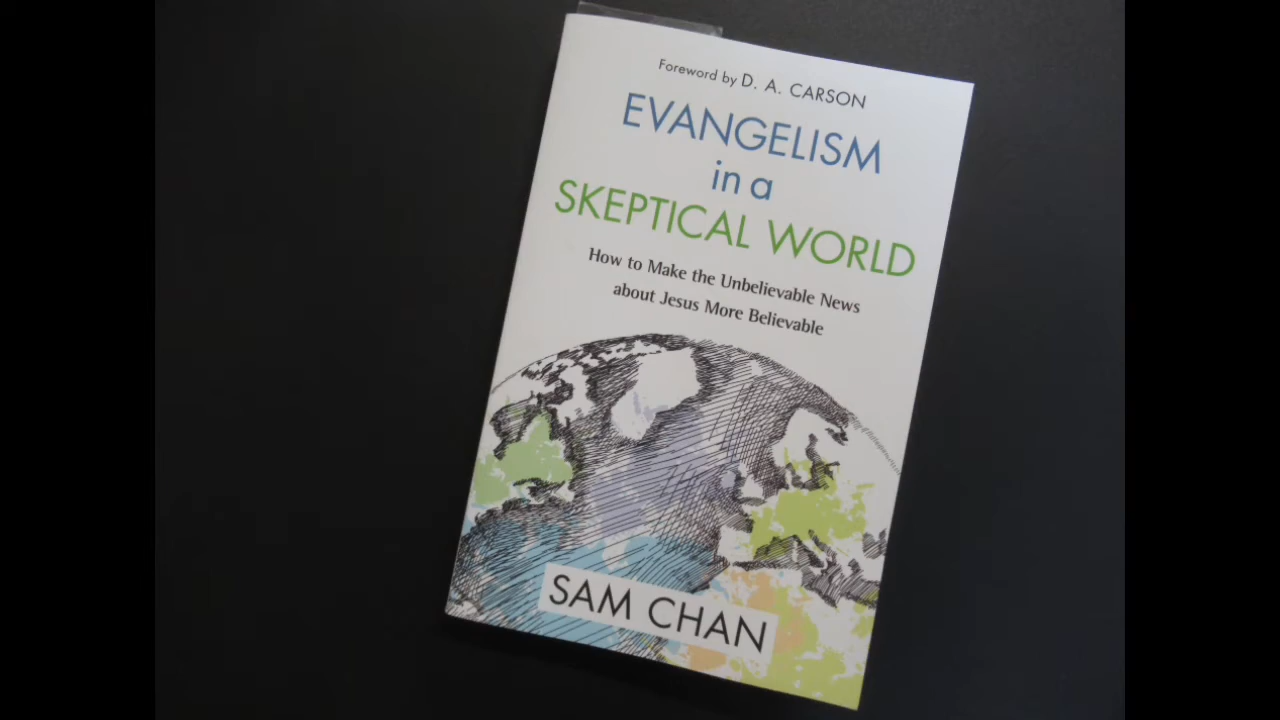 Foreword by D. A. CARSON
EVANGELISM
in a
SKEPTICAL WORLD
How to Make the Unbelievable News
about Jesus More Believable
SAM CHAN